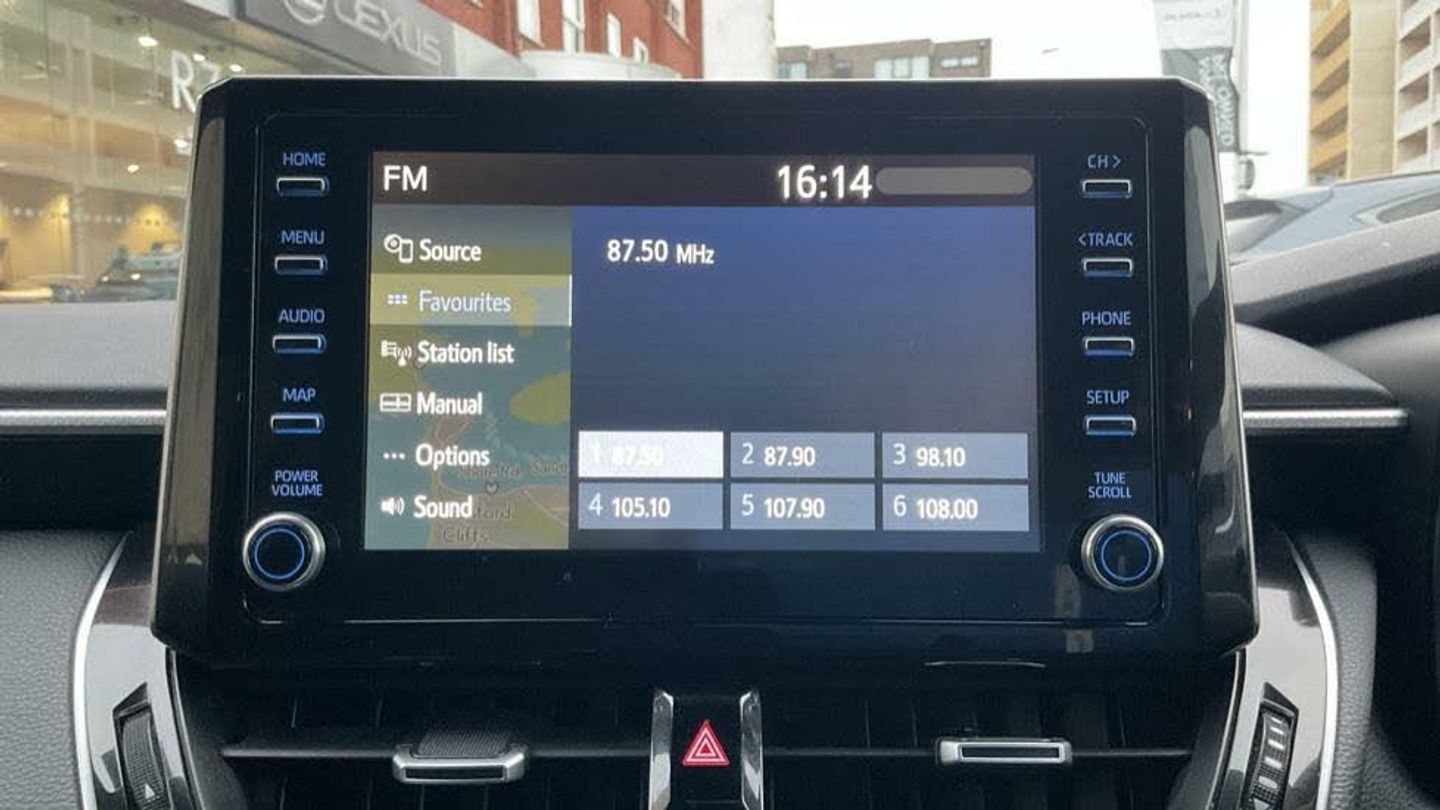 LEXUS
RZ
HOME
MENU
AUDIO
MAP
POWER
VOLUME
FM
16:14
Source
Favourites
Station list
Manual
... Options
Sound
Cliffs
87.50 MHz
1 87.50
2 87.90
3 98.10
4 105.10
5 107.90
6 108.00
CH >
<TRACK
PHONE
SETUP
TUNE
SCROLL